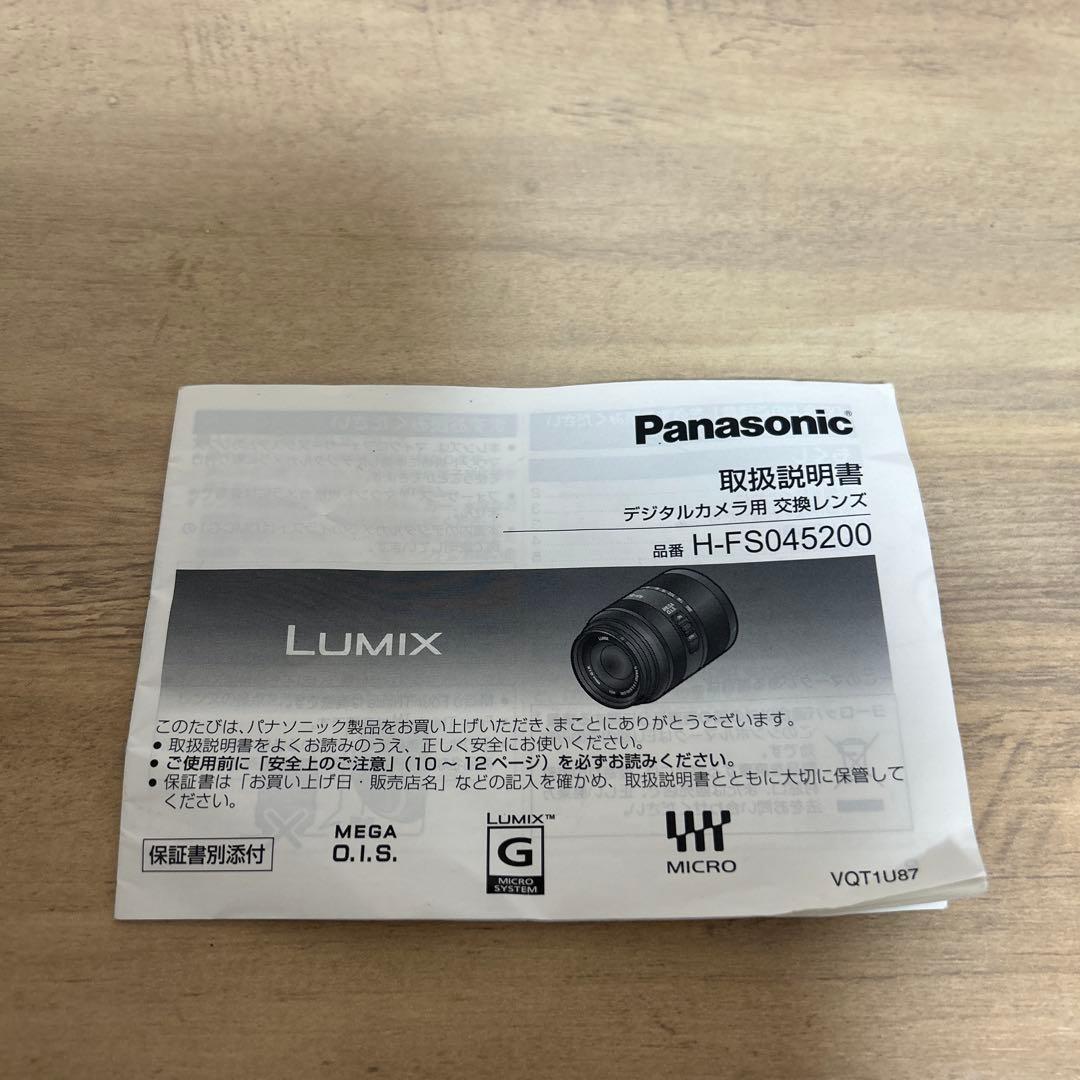 Panasonic®
取扱説明書
デジタルカメラ用 交換レンズ
品番 H-FS045200
LUMIX
このたびは、パナソニック製品をお買い上げいただき、まことにありがとうございます。
● 取扱説明書をよくお読みのうえ、正しく安全にお使いください。
● ご使用前に「安全上のご注意」(10 ～ 12ページ)を必ずお読みください。
● 保証書は「お買い上げ日・販売店名」などの記入を確かめ、取扱説明書とともに大切に保管して
ください。
保証書別添付
MEGA
O.I.S.
LUMIX™
G
MICRO
SYSTEM
MICRO
VQT1U87